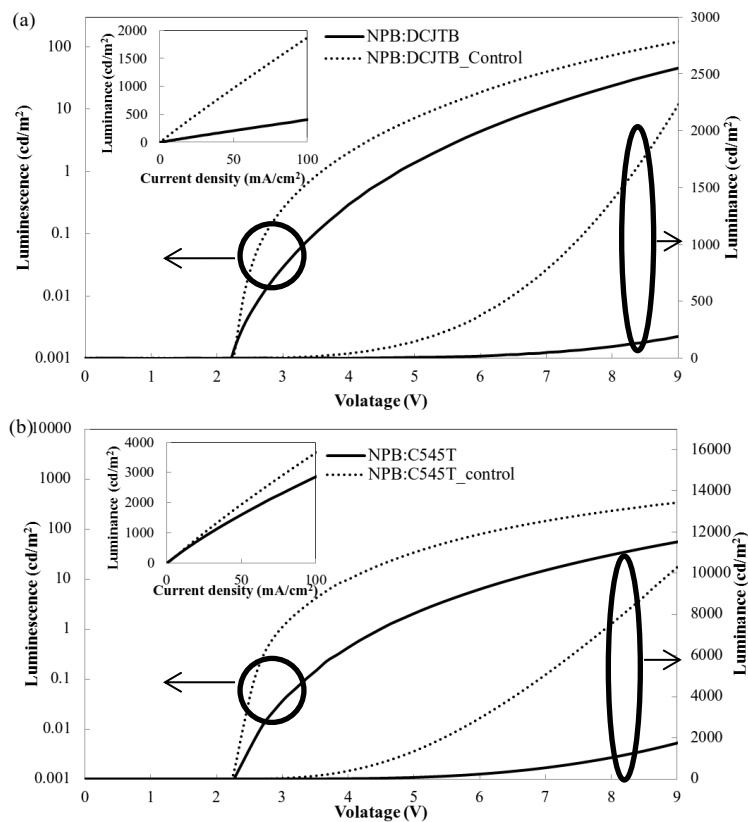 (a)
NPB:DCJTB
NPB:DCJTB_Control
Luminescence (cd/m²)
100
10
1
0.1
0.01
0.001
Luminance (cd/m²)
3000
2500
2000
1500
1000
500
0
0 1 2 3 4 5 6 7 8 9
Volatage (V)
Luminance (cd/m²)
2000
1500
1000
500
0
0 50 100
Current density (mA/cm²)
(b)
NPB:C545T
NPB:C545T_control
Luminescence (cd/m²)
10000
1000
100
10
1
0.1
0.01
0.001
Luminance (cd/m²)
16000
14000
12000
10000
8000
6000
4000
2000
0
0 1 2 3 4 5 6 7 8 9
Volatage (V)
Luminance (cd/m²)
4000
3000
2000
1000
0
0 50 100
Current density (mA/cm²)